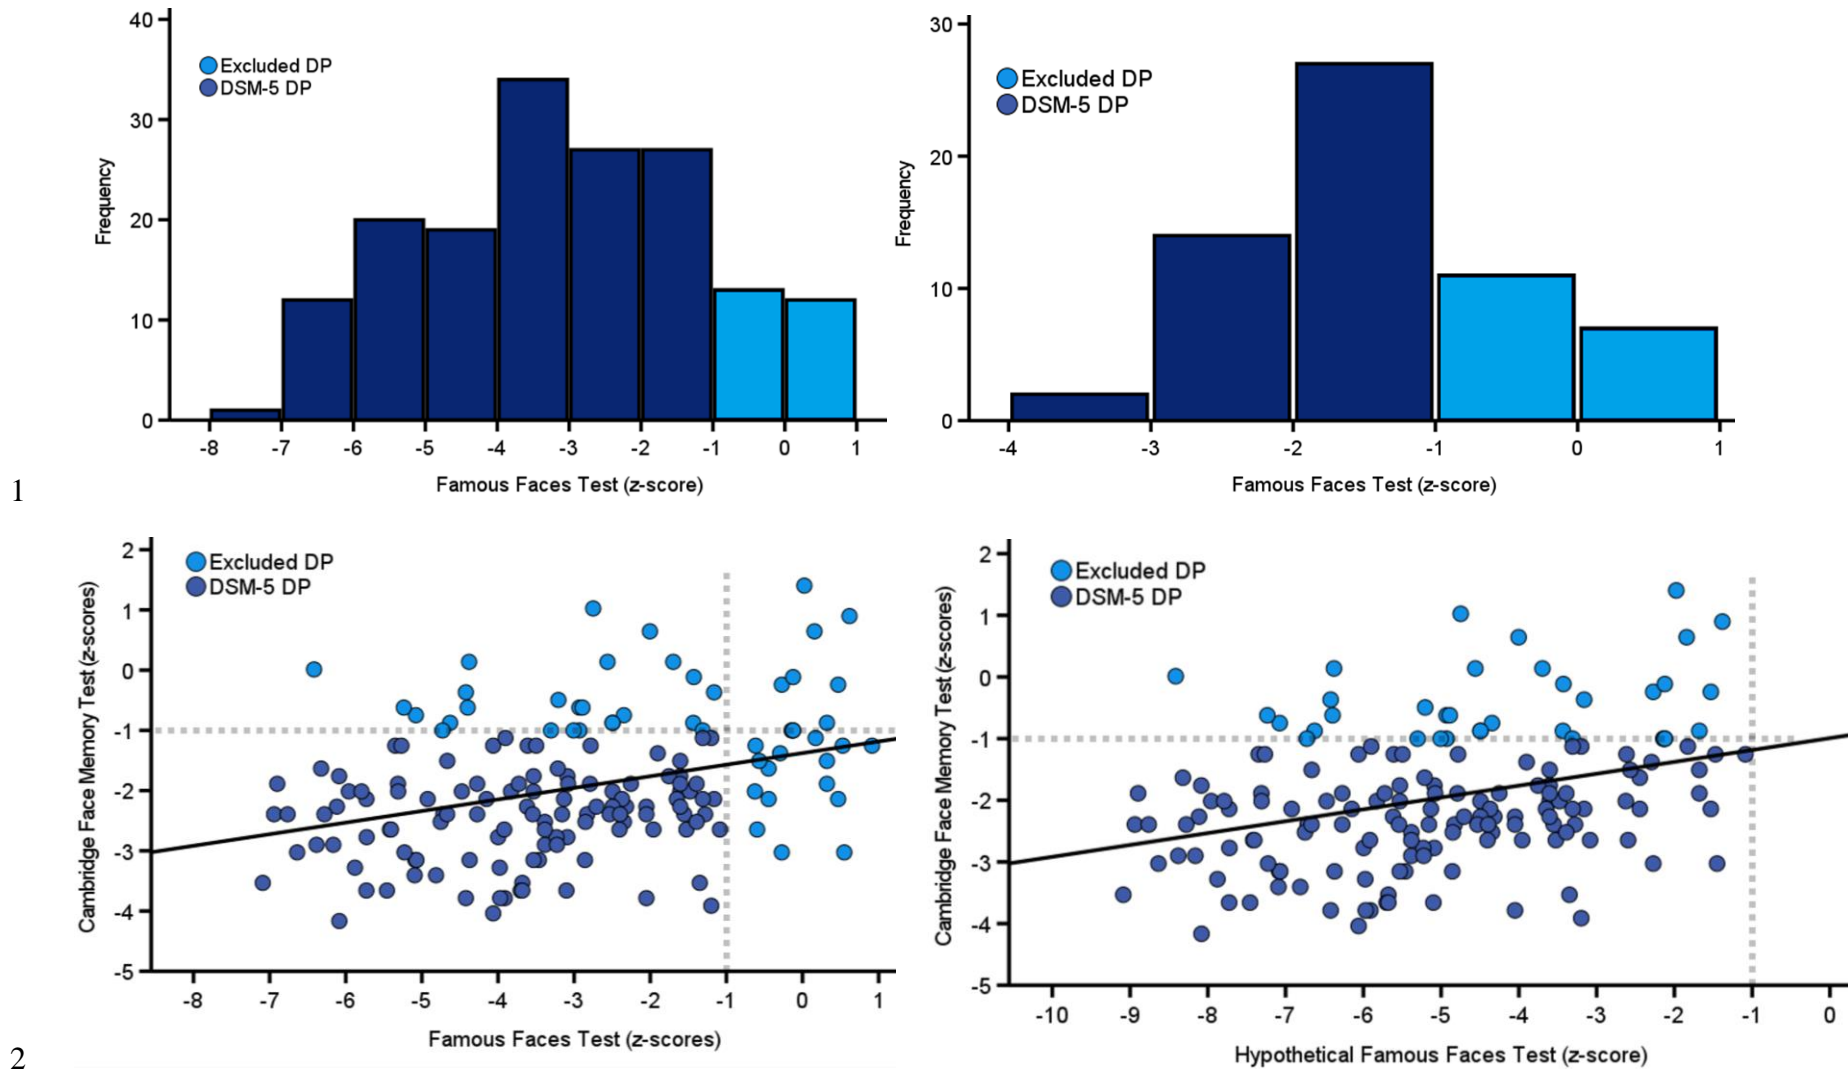 40
30
20
10
0
Frequency
Excluded DP
DSM-5 DP
-8 -7 -6 -5 -4 -3 -2 -1 0 1
Famous Faces Test (z-score)
30
20
10
0
Frequency
Excluded DP
DSM-5 DP
-4 -3 -2 -1 0 1
Famous Faces Test (z-score)
1
2
1
0
-1
-2
-3
-4
-5
Cambridge Face Memory Test (z-scores)
Excluded DP
DSM-5 DP
-8 -7 -6 -5 -4 -3 -2 -1 0 1
Famous Faces Test (z-scores)
2
1
0
-1
-2
-3
-4
-5
Cambridge Face Memory Test (z-scores)
Excluded DP
DSM-5 DP
-10 -9 -8 -7 -6 -5 -4 -3 -2 -1 0
Hypothetical Famous Faces Test (z-score)
2